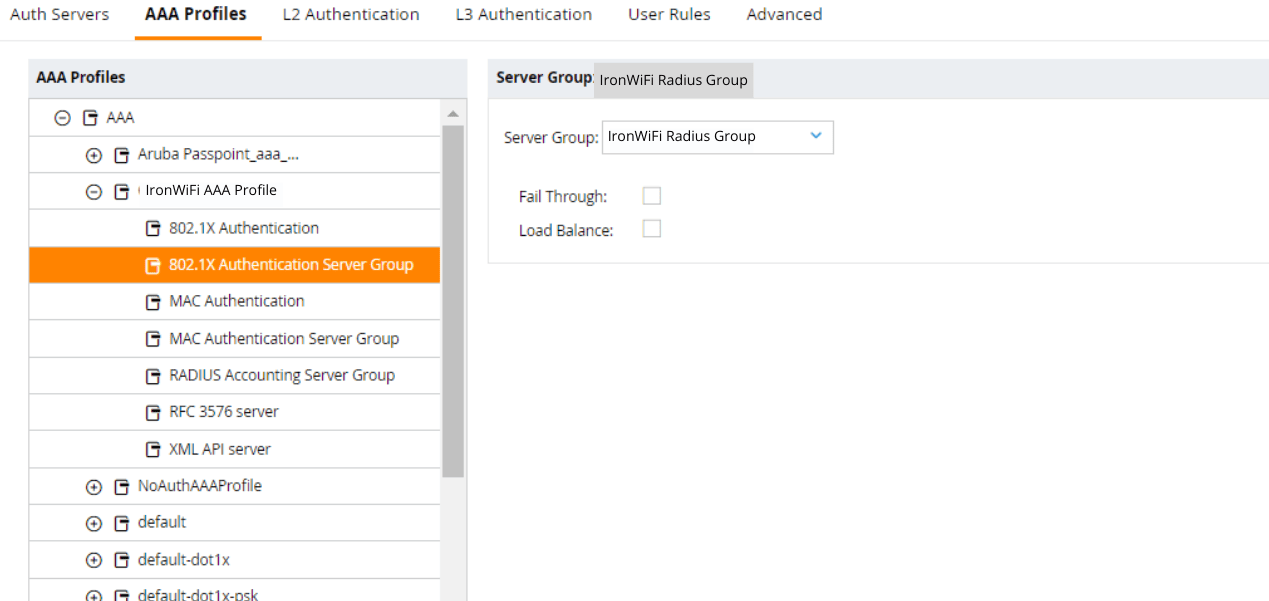 Auth Servers AAA Profiles L2 Authentication L3 Authentication User Rules Advanced
AAA Profiles
AAA
Aruba Passpoint_aaa_...
IronWiFi AAA Profile
802.1X Authentication
802.1X Authentication Server Group
MAC Authentication
MAC Authentication Server Group
RADIUS Accounting Server Group
RFC 3576 server
XML API server
NoAuthAAAProfile
default
default-dot1x
default-dot1x-psk
Server Group: IronWiFi Radius Group
Server Group: IronWiFi Radius Group
Fail Through:
Load Balance: